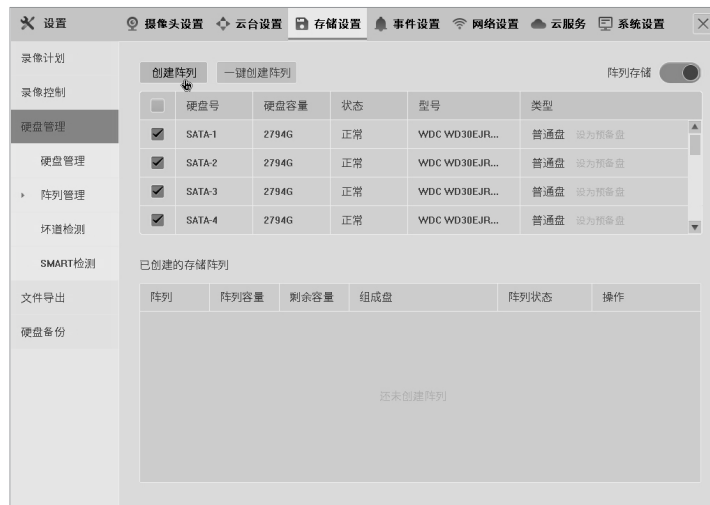 设置 摄像头设置 云台设置 存储设置 事件设置 网络设置 云服务 系统设置
录像计划
录像控制
硬盘管理
硬盘管理
阵列管理
坏道检测
SMART检测
文件导出
硬盘备份
创建阵列 一键创建阵列 阵列存储
硬盘号 硬盘容量 状态 型号 类型
SATA-1 2794G 正常 WDC WD30EJR... 普通盘 设为预备盘
SATA-2 2794G 正常 WDC WD30EJR... 普通盘 设为预备盘
SATA-3 2794G 正常 WDC WD30EJR... 普通盘 设为预备盘
SATA-4 2794G 正常 WDC WD30EJR... 普通盘 设为预备盘
已创建的存储阵列
阵列 阵列容量 剩余容量 组成盘 阵列状态 操作
还未创建阵列